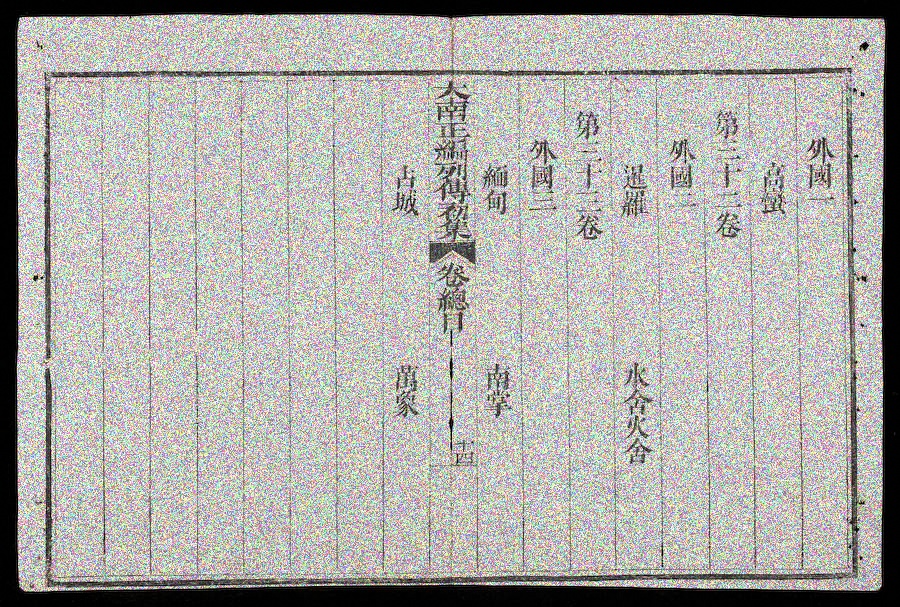 外國一
高蠻
第三十二卷
外國二
暹羅 水舍火舍
第三十三卷
外國三
緬甸 南掌
大南正編列傳初集 卷總目 十四
占城 萬象